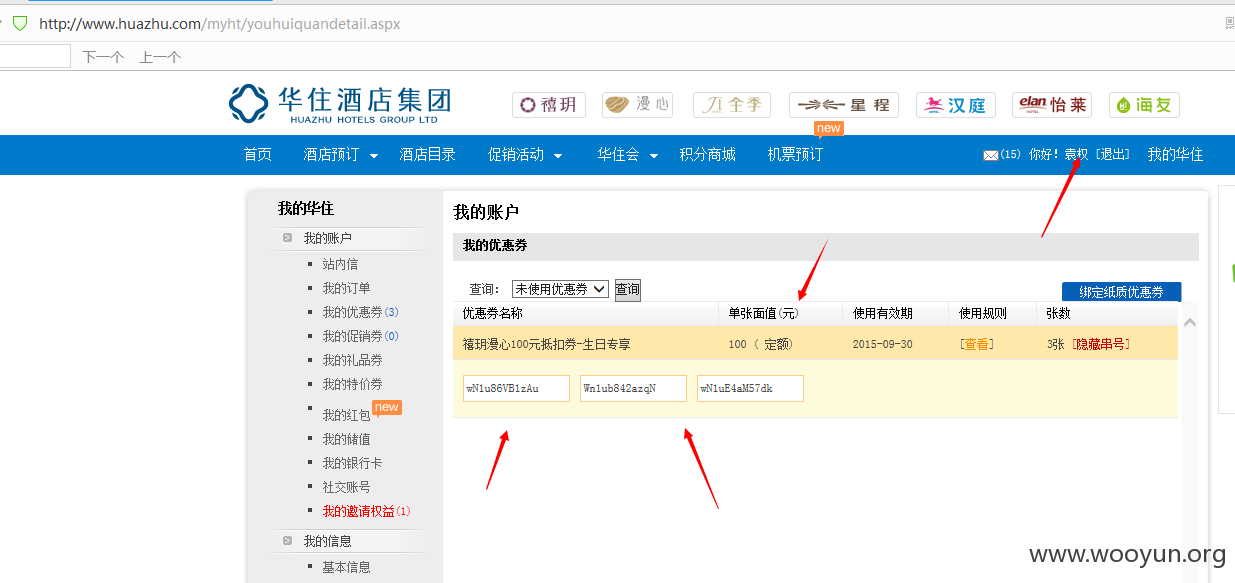 http://www.huazhu.com/myht/youhuiquandetail.aspx
下一个 上一个
华住酒店集团
HUAZHU HOTELS GROUP LTD
禧玥 漫心 JI 全季 星程 汉庭 elan 怡莱 Hi 海友
new
首页 酒店预订 酒店目录 促销活动 华住会 积分商城 机票预订 (15) 你好! 袁权 [退出] 我的华住
我的华住
我的账户
站内信
我的订单
我的优惠券(3)
我的促销券(0)
我的礼品券
我的特价券
我的红包 new
我的储值
我的银行卡
社交账号
我的邀请权益(1)
我的信息
基本信息
我的账户
我的优惠券
查询: 未使用优惠券 查询
绑定纸质优惠券
优惠券名称 单张面值(元) 使用有效期 使用规则 张数
禧玥漫心100元抵扣券-生日专享 100 ( 定额) 2015-09-30 [查看] 3张 [隐藏串号]
wN1u86VB1zAu Wn1ub842azqN wN1uE4aM57dk
www.wooyun.org